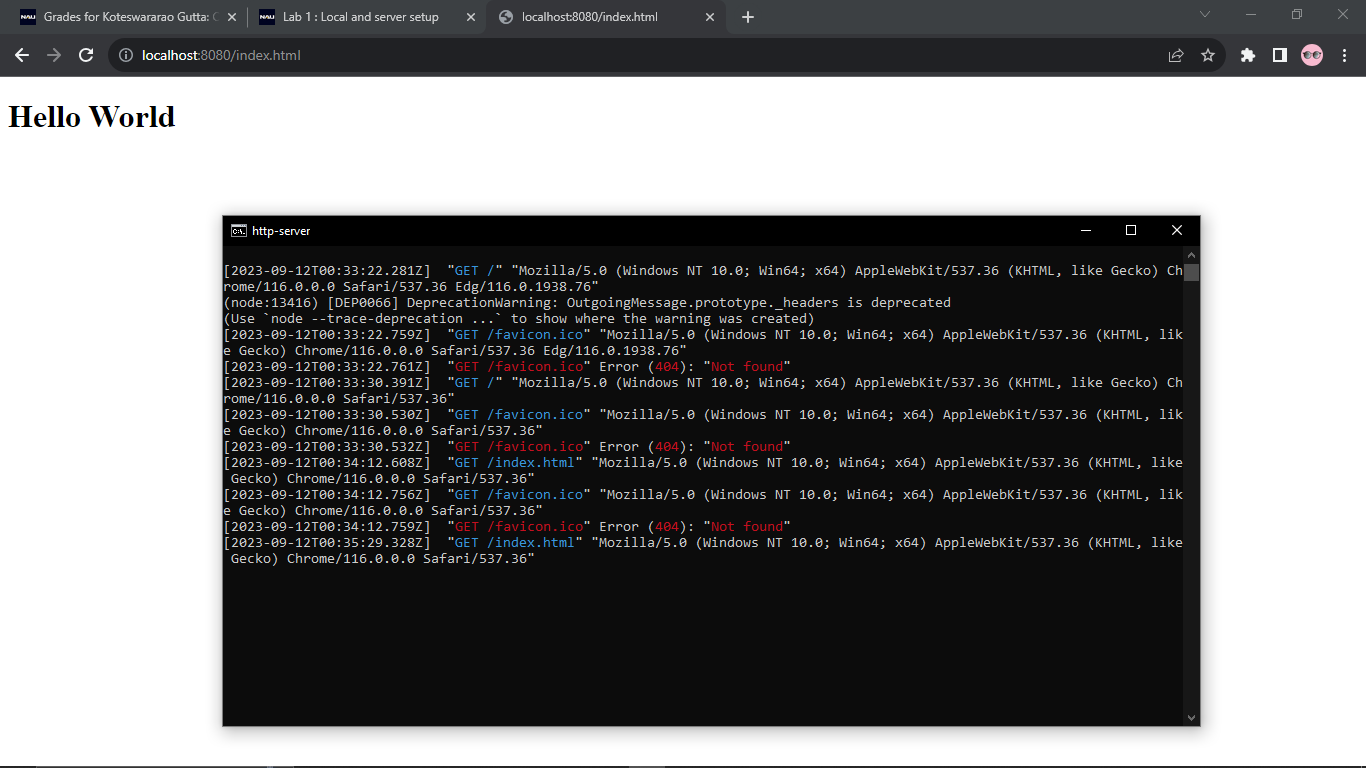 NAU Grades for Koteswararao Gutta:
NAU Lab 1 : Local and server setup
localhost:8080/index.html
localhost:8080/index.html
Hello World
http-server
[2023-09-12T00:33:22.281Z]  "GET /" "Mozilla/5.0 (Windows NT 10.0; Win64; x64) AppleWebKit/537.36 (KHTML, like Gecko) Ch
rome/116.0.0.0 Safari/537.36 Edg/116.0.1938.76"
(node:13416) [DEP0066] DeprecationWarning: OutgoingMessage.prototype._headers is deprecated
(Use `node --trace-deprecation ...` to show where the warning was created)
[2023-09-12T00:33:22.759Z]  "GET /favicon.ico" "Mozilla/5.0 (Windows NT 10.0; Win64; x64) AppleWebKit/537.36 (KHTML, lik
e Gecko) Chrome/116.0.0.0 Safari/537.36 Edg/116.0.1938.76"
[2023-09-12T00:33:22.761Z]  "GET /favicon.ico" Error (404): "Not found"
[2023-09-12T00:33:30.391Z]  "GET /" "Mozilla/5.0 (Windows NT 10.0; Win64; x64) AppleWebKit/537.36 (KHTML, like Gecko) Ch
rome/116.0.0.0 Safari/537.36"
[2023-09-12T00:33:30.530Z]  "GET /favicon.ico" "Mozilla/5.0 (Windows NT 10.0; Win64; x64) AppleWebKit/537.36 (KHTML, lik
e Gecko) Chrome/116.0.0.0 Safari/537.36"
[2023-09-12T00:33:30.532Z]  "GET /favicon.ico" Error (404): "Not found"
[2023-09-12T00:34:12.608Z]  "GET /index.html" "Mozilla/5.0 (Windows NT 10.0; Win64; x64) AppleWebKit/537.36 (KHTML, like
 Gecko) Chrome/116.0.0.0 Safari/537.36"
[2023-09-12T00:34:12.756Z]  "GET /favicon.ico" "Mozilla/5.0 (Windows NT 10.0; Win64; x64) AppleWebKit/537.36 (KHTML, lik
e Gecko) Chrome/116.0.0.0 Safari/537.36"
[2023-09-12T00:34:12.759Z]  "GET /favicon.ico" Error (404): "Not found"
[2023-09-12T00:35:29.328Z]  "GET /index.html" "Mozilla/5.0 (Windows NT 10.0; Win64; x64) AppleWebKit/537.36 (KHTML, like
 Gecko) Chrome/116.0.0.0 Safari/537.36"